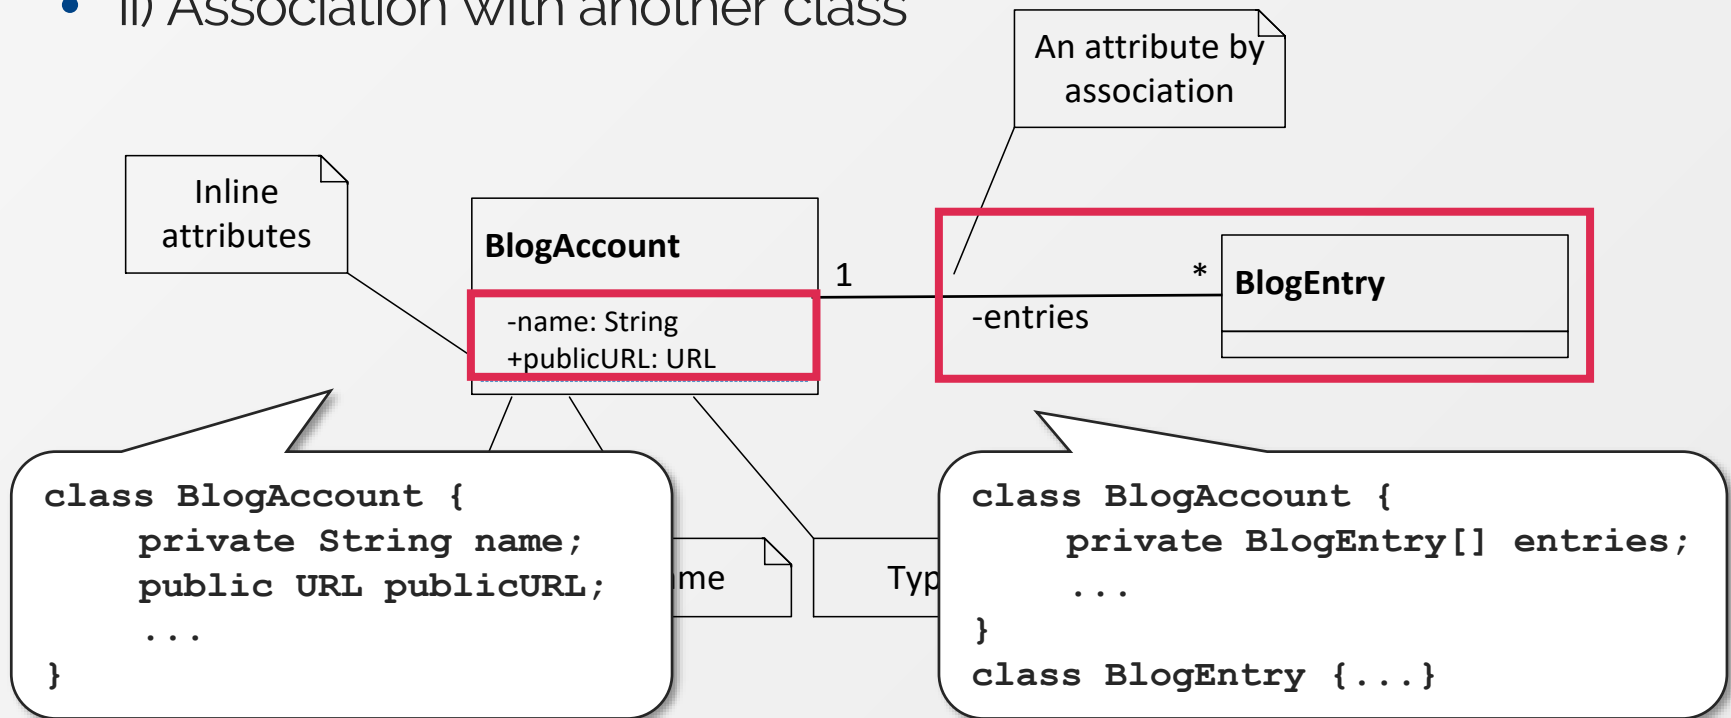 • ii) Association with another class
An attribute by
association
Inline
attributes
BlogAccount
-name: String
+publicURL: URL
1
*
-entries
BlogEntry
class BlogAccount {
private String name;
public URL publicURL;
...
}
class BlogAccount {
private BlogEntry[] entries;
...
}
class BlogEntry {...}